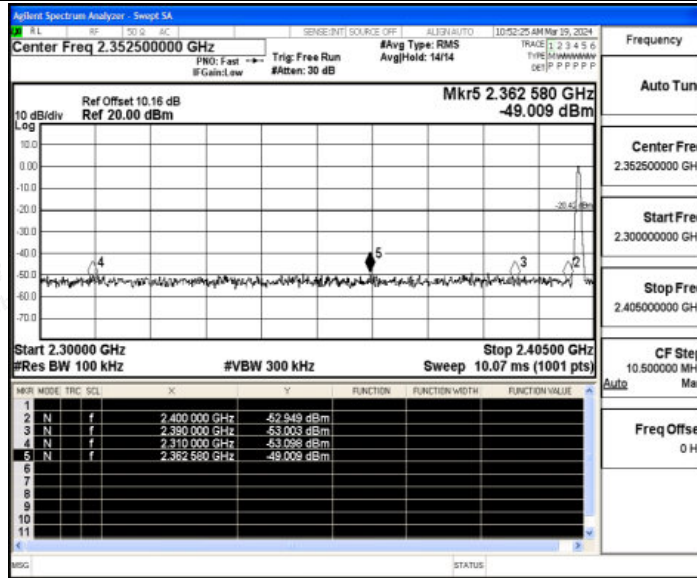 Agilent Spectrum Analyzer - Swept SA
RL RF 50 Ω AC SENSE:INT SOURCE OFF ALIGNAUTO 10:52:25 AM Mar 19, 2024
Center Freq 2.352500000 GHz
PNO: Fast
IFGain:Low
Trig: Free Run
#Atten: 30 dB
#Avg Type: RMS
Avg|Hold: 14/14
TRACE 1 2 3 4 5 6
TYPE
DET P P P P P P
Ref Offset 10.16 dB
10 dB/div Ref 20.00 dBm
Log
Mkr5 2.362 580 GHz
-49.009 dBm
10.0
0.00
-10.0
-20.0
-30.0
-40.0
-50.0
-60.0
-70.0
4
5
3
2
Start 2.30000 GHz Stop 2.40500 GHz
#Res BW 100 kHz #VBW 300 kHz Sweep 10.07 ms (1001 pts)
MKR MODE TRC SCL X Y FUNCTION FUNCTION WIDTH FUNCTION VALUE
1
2 N f 2.400 000 GHz -52.949 dBm
3 N f 2.390 000 GHz -53.003 dBm
4 N f 2.310 000 GHz -53.098 dBm
5 N f 2.362 580 GHz -49.009 dBm
6
7
8
9
10
11
MSG STATUS
Frequency
Auto Tun
Center Fre
2.352500000 GH
Start Fre
2.300000000 GH
Stop Fre
2.405000000 GH
CF Step
10.500000 MH
Auto Ma
Freq Offse
0 H